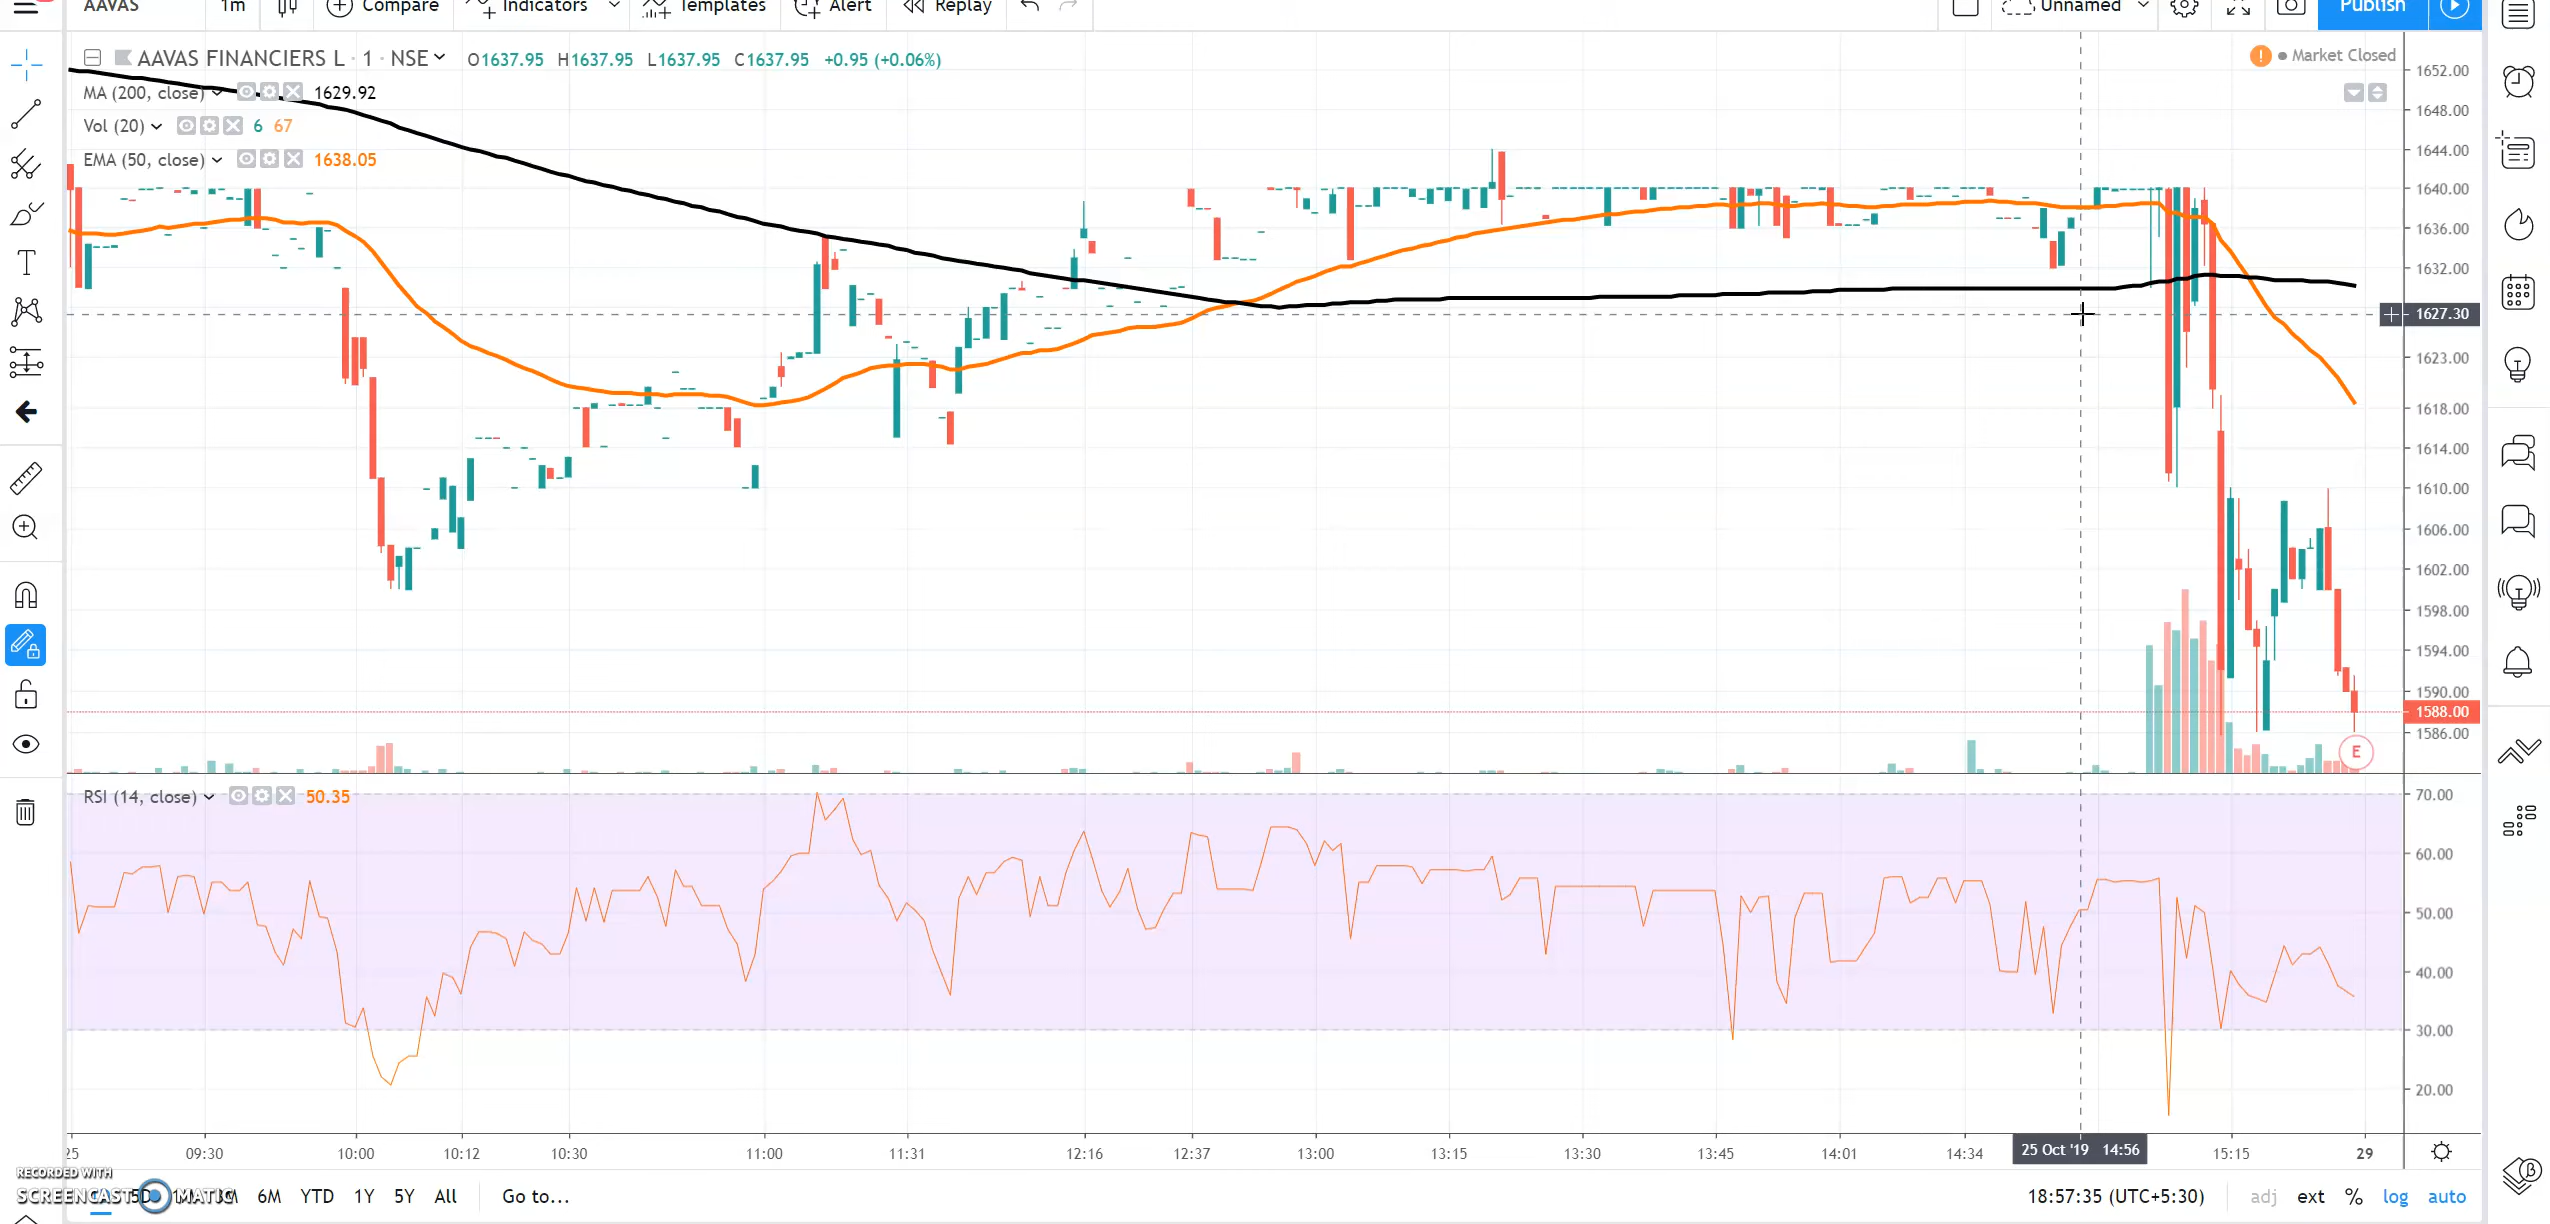 AAVAS 1m Compare Indicators Templates Alert Replay Unnamed Publish
AAVAS FINANCIERS L · 1 · NSE O1637.95 H1637.95 L1637.95 C1637.95 +0.95 (+0.06%)
Market Closed
MA (200, close) 1629.92
Vol (20) 6 67
EMA (50, close) 1638.05
1652.00
1648.00
1644.00
1640.00
1636.00
1632.00
1627.30
1623.00
1618.00
1614.00
1610.00
1606.00
1602.00
1598.00
1594.00
1590.00
1588.00
1586.00
E
RSI (14, close) 50.35
70.00
60.00
50.00
40.00
30.00
20.00
25 09:30 10:00 10:12 10:30 11:00 11:31 12:16 12:37 13:00 13:15 13:30 13:45 14:01 14:34 25 Oct '19 14:56 15:15 29
RECORDED WITH
SCREENCAST MATIC
5D 6M YTD 1Y 5Y All Go to... 18:57:35 (UTC+5:30) adj ext % log auto